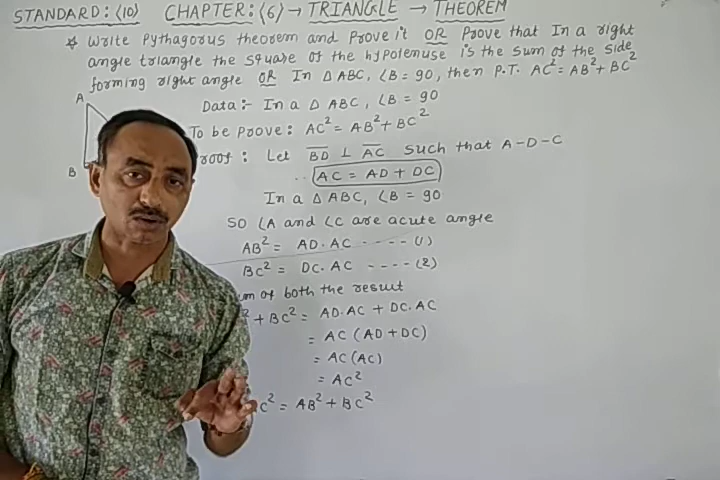 STANDARD: (10) CHAPTER: (6) → TRIANGLE → THEOREM
* Write Pythagorus theorem and Prove it OR Prove that In a right
angle triangle the square of the hypotenuse is the sum of the side
forming right angle OR In △ ABC, ∠B = 90, then P.T. AC² = AB² + BC²
A
B
Data:- In a △ ABC, ∠B = 90
To be Prove: AC² = AB² + BC²
roof: Let BD ⊥ AC such that A-D-C
∴ AC = AD + DC
In a △ ABC, ∠B = 90
SO ∠A and ∠C are acute angle
AB² = AD. AC ---- (1)
BC² = DC. AC ---- (2)
um of both the result
² + BC² = AD. AC + DC. AC
= AC (AD + DC)
= AC (AC)
= AC²
C² = AB² + BC²